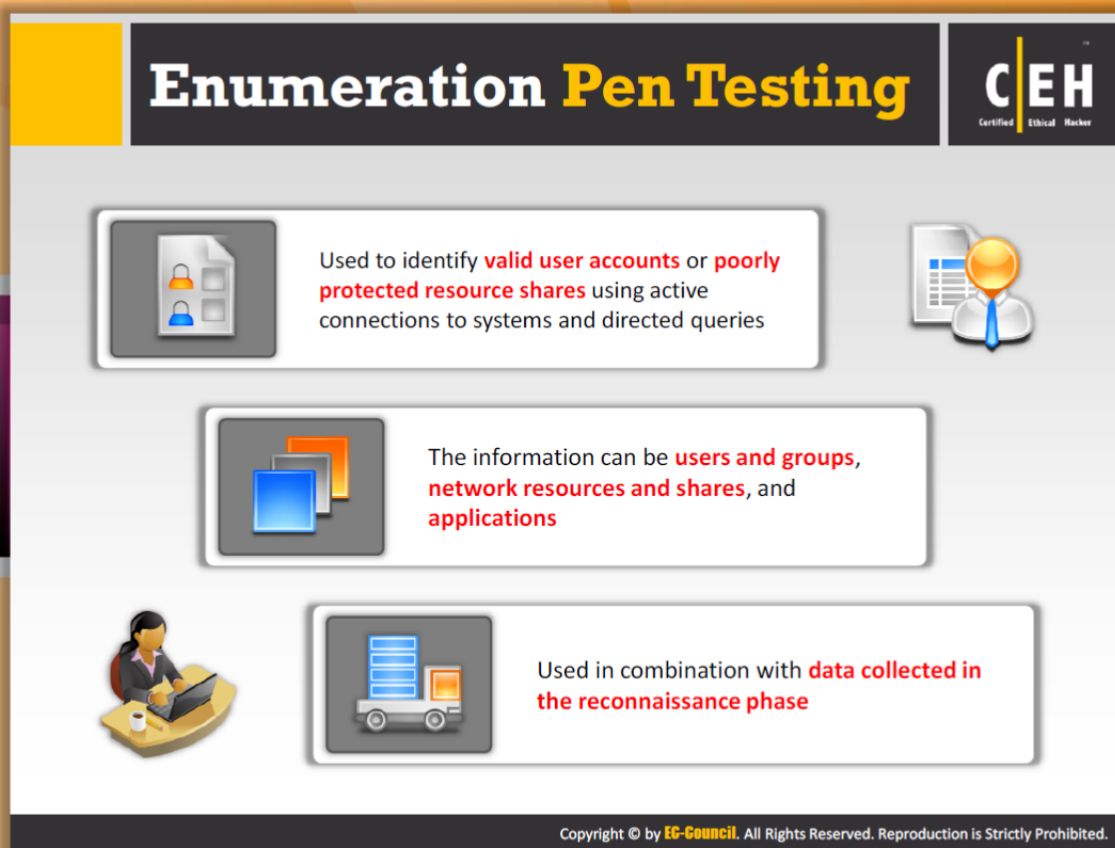 Enumeration Pen Testing
CEH
™
Certified Ethical Hacker
Used to identify valid user accounts or poorly
protected resource shares using active
connections to systems and directed queries
The information can be users and groups,
network resources and shares, and
applications
Used in combination with data collected in
the reconnaissance phase
Copyright © by EC-Council. All Rights Reserved. Reproduction is Strictly Prohibited.